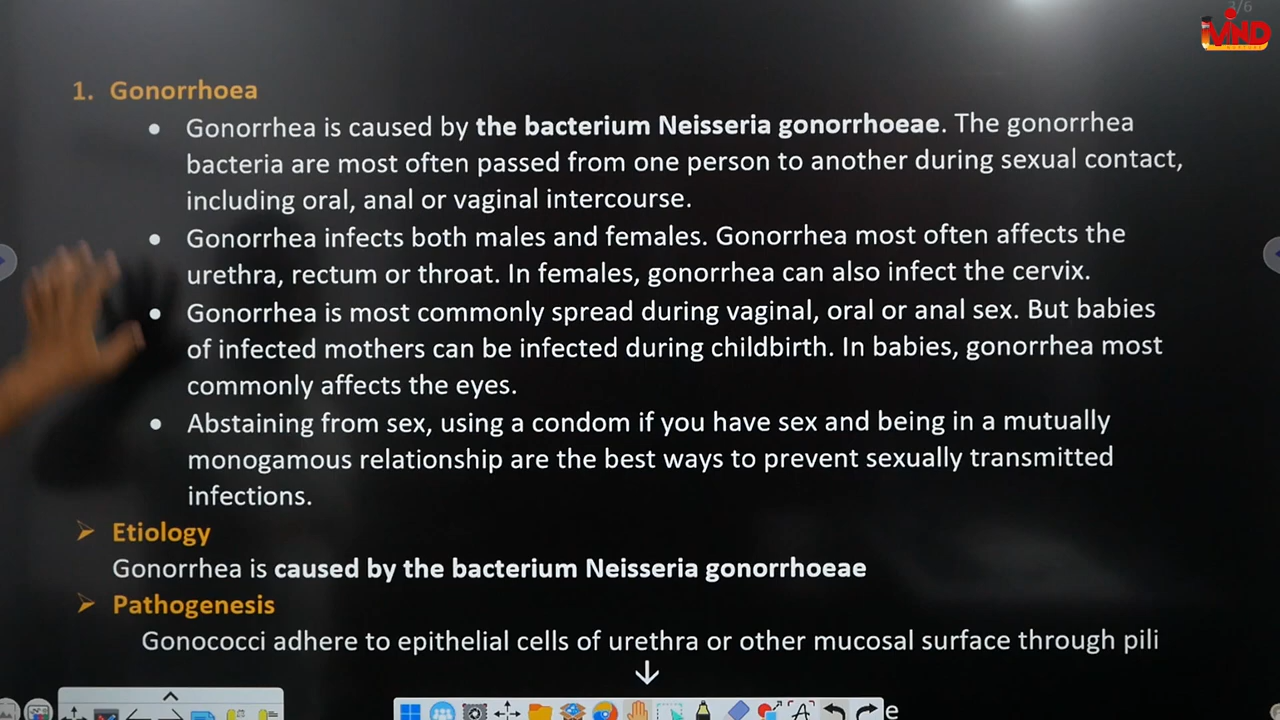 3/6
iMIND
1. Gonorrhoea
• Gonorrhea is caused by the bacterium Neisseria gonorrhoeae. The gonorrhea
bacteria are most often passed from one person to another during sexual contact,
including oral, anal or vaginal intercourse.
• Gonorrhea infects both males and females. Gonorrhea most often affects the
urethra, rectum or throat. In females, gonorrhea can also infect the cervix.
• Gonorrhea is most commonly spread during vaginal, oral or anal sex. But babies
of infected mothers can be infected during childbirth. In babies, gonorrhea most
commonly affects the eyes.
• Abstaining from sex, using a condom if you have sex and being in a mutually
monogamous relationship are the best ways to prevent sexually transmitted
infections.
➢ Etiology
Gonorrhea is caused by the bacterium Neisseria gonorrhoeae
➢ Pathogenesis
Gonococci adhere to epithelial cells of urethra or other mucosal surface through pili
↓
e